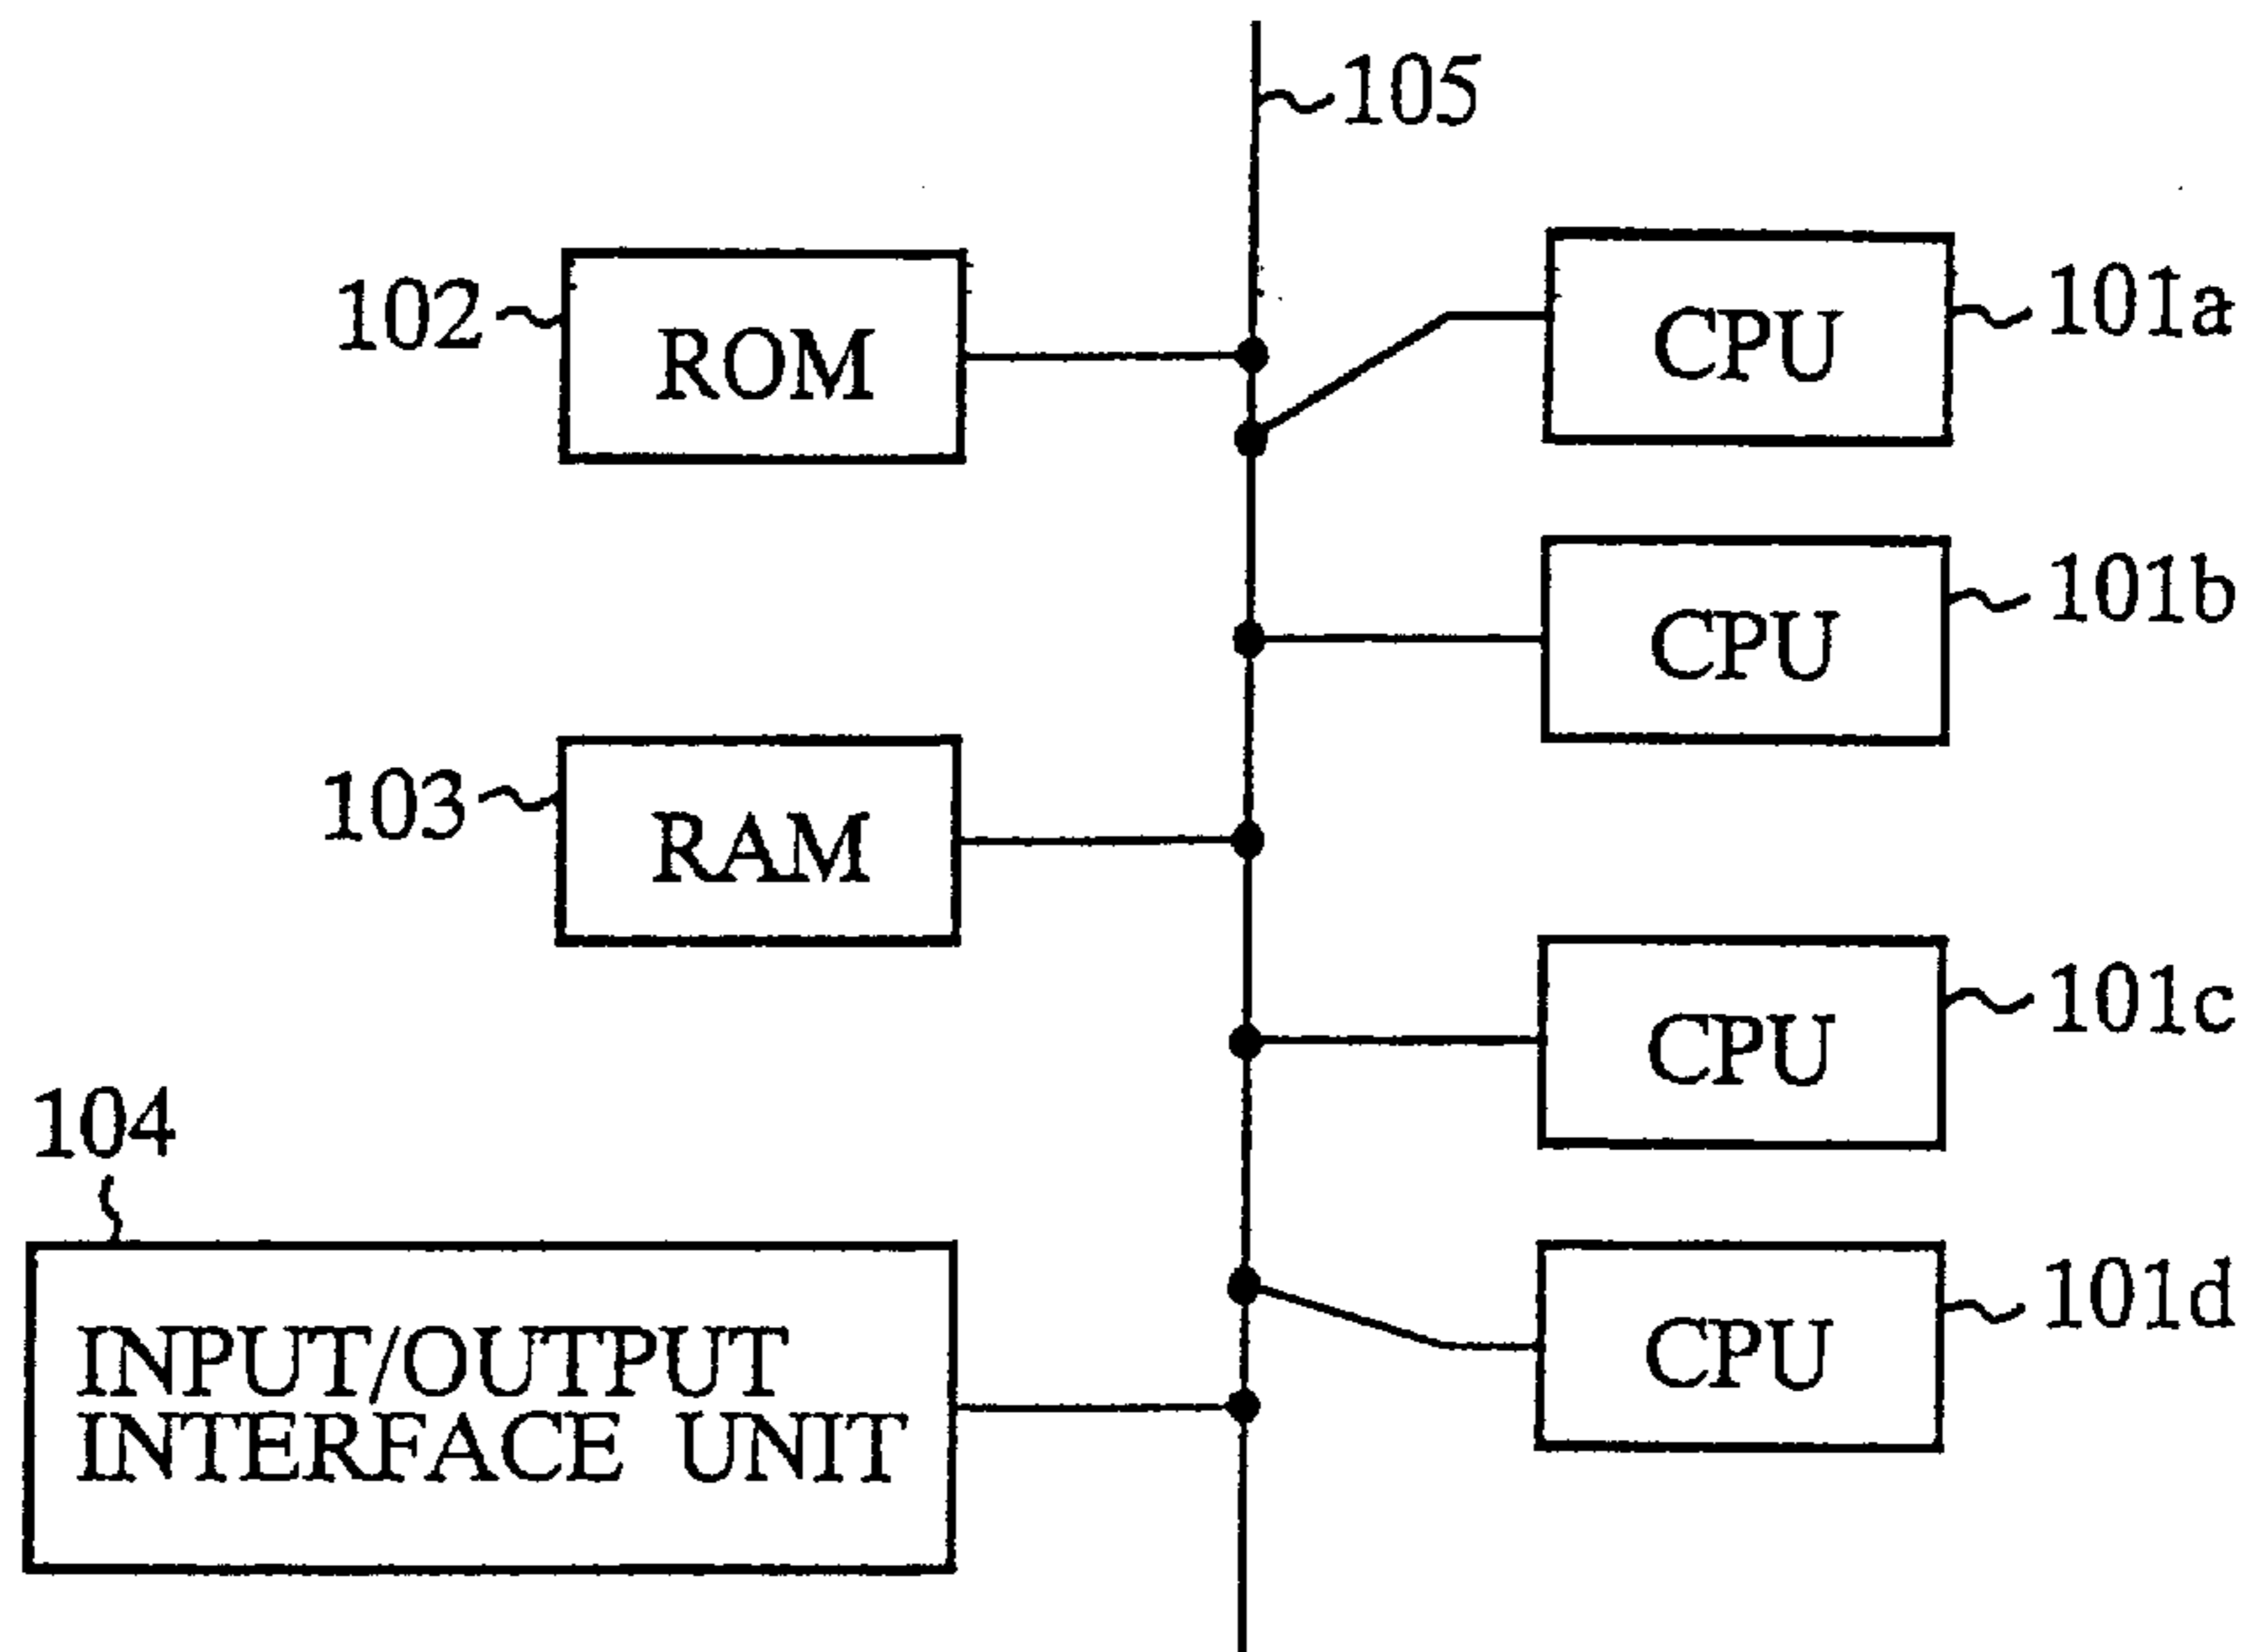 105
102
ROM
CPU
101a
CPU
101b
103
RAM
CPU
101c
104
INPUT/OUTPUT
INTERFACE UNIT
CPU
101d